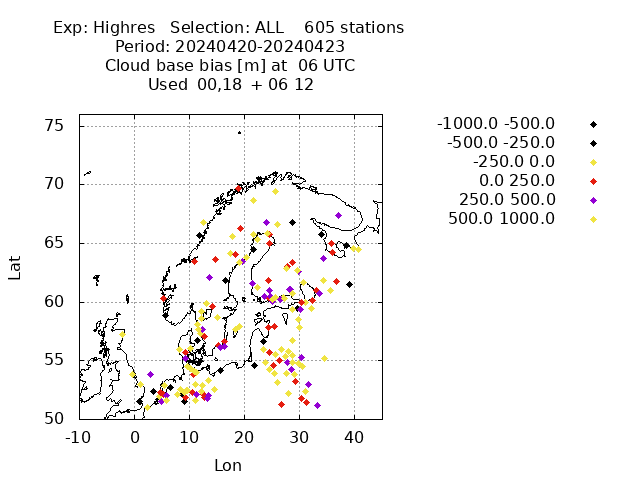 Exp: Highres   Selection: ALL    605 stations
Period: 20240420-20240423
Cloud base bias [m] at  06 UTC
Used 00,18 + 06 12
-1000.0 -500.0
-500.0 -250.0
-250.0 0.0
0.0 250.0
250.0 500.0
500.0 1000.0
75
70
65
60
55
50
Lat
-10 0 10 20 30 40
Lon